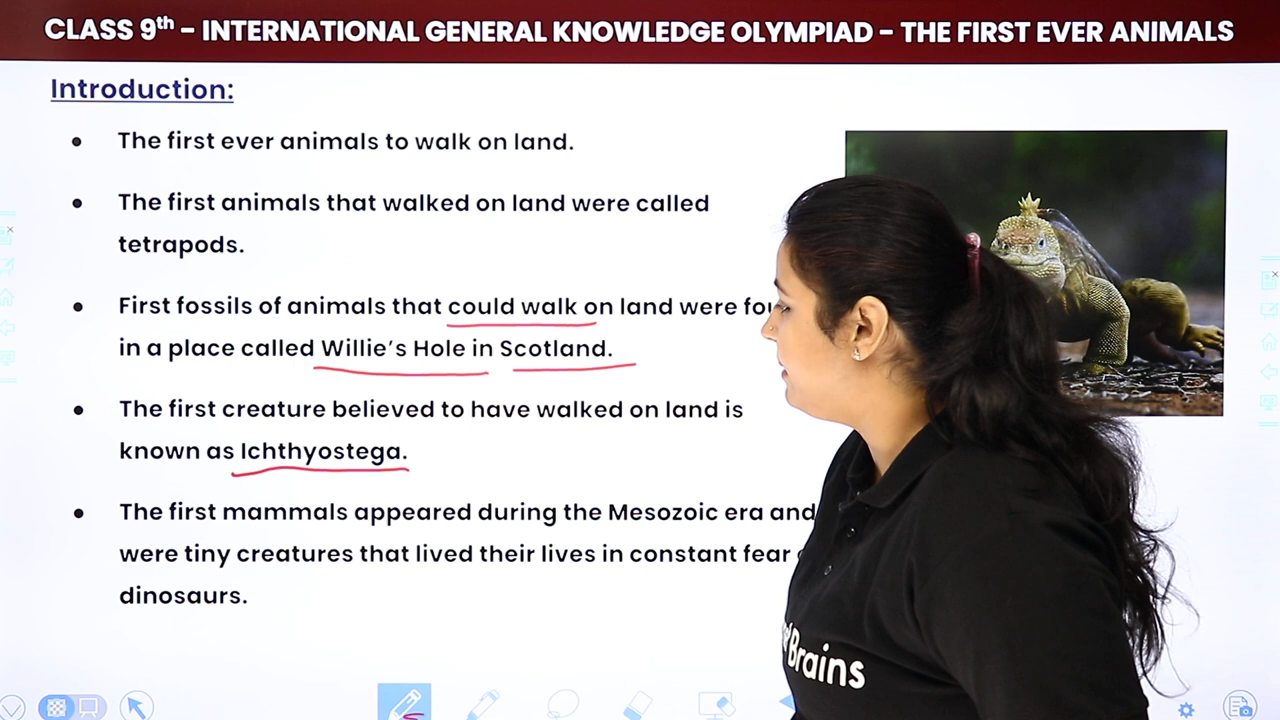 CLASS 9th – INTERNATIONAL GENERAL KNOWLEDGE OLYMPIAD – THE FIRST EVER ANIMALS
Introduction:
• The first ever animals to walk on land.
• The first animals that walked on land were called
tetrapods.
• First fossils of animals that could walk on land were fou
in a place called Willie's Hole in Scotland.
• The first creature believed to have walked on land is
known as Ichthyostega.
• The first mammals appeared during the Mesozoic era and
were tiny creatures that lived their lives in constant fear
dinosaurs.
Brains